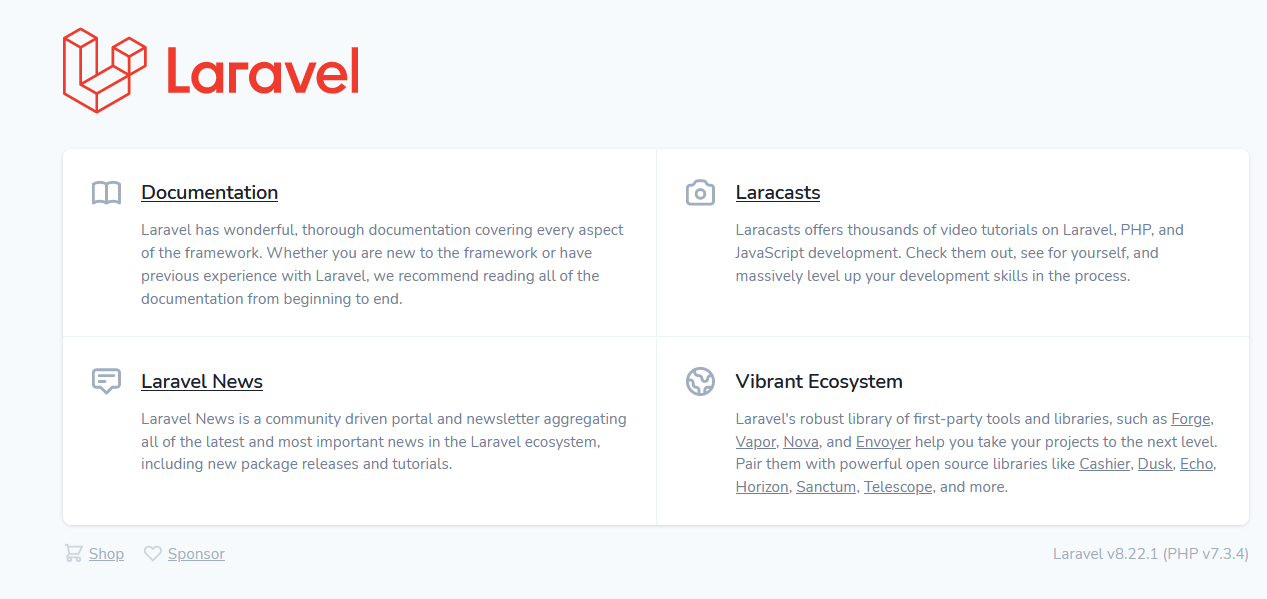 Laravel
Documentation
Laravel has wonderful, thorough documentation covering every aspect
of the framework. Whether you are new to the framework or have
previous experience with Laravel, we recommend reading all of the
documentation from beginning to end.
Laracasts
Laracasts offers thousands of video tutorials on Laravel, PHP, and
JavaScript development. Check them out, see for yourself, and
massively level up your development skills in the process.
Laravel News
Laravel News is a community driven portal and newsletter aggregating
all of the latest and most important news in the Laravel ecosystem,
including new package releases and tutorials.
Vibrant Ecosystem
Laravel's robust library of first-party tools and libraries, such as Forge,
Vapor, Nova, and Envoyer help you take your projects to the next level.
Pair them with powerful open source libraries like Cashier, Dusk, Echo,
Horizon, Sanctum, Telescope, and more.
Shop Sponsor Laravel v8.22.1 (PHP v7.3.4)